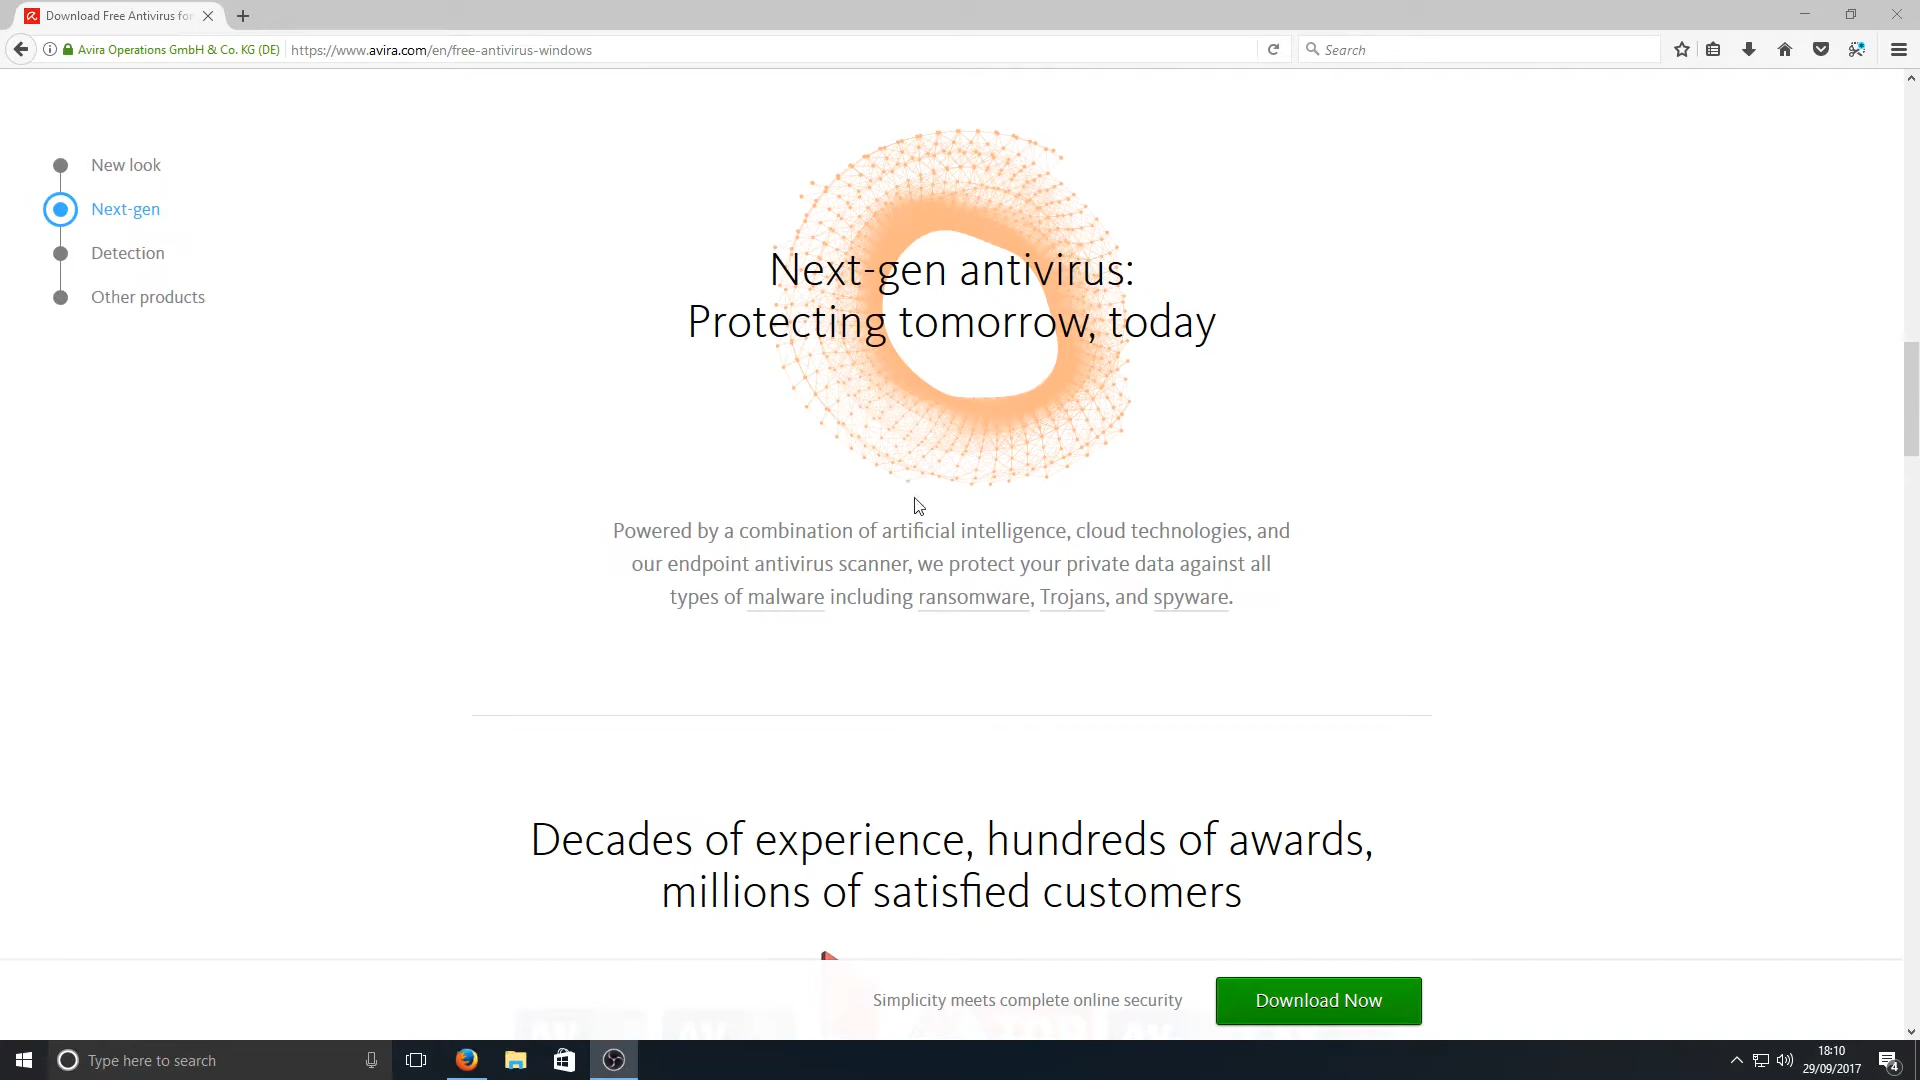 Download Free Antivirus for
Avira Operations GmbH & Co. KG (DE)
https://www.avira.com/en/free-antivirus-windows
Search
New look
Next-gen
Detection
Other products
Next-gen antivirus:
Protecting tomorrow, today
Powered by a combination of artificial intelligence, cloud technologies, and
our endpoint antivirus scanner, we protect your private data against all
types of malware including ransomware, Trojans, and spyware.
Decades of experience, hundreds of awards,
millions of satisfied customers
Simplicity meets complete online security
Download Now
Type here to search
18:10
29/09/2017
4